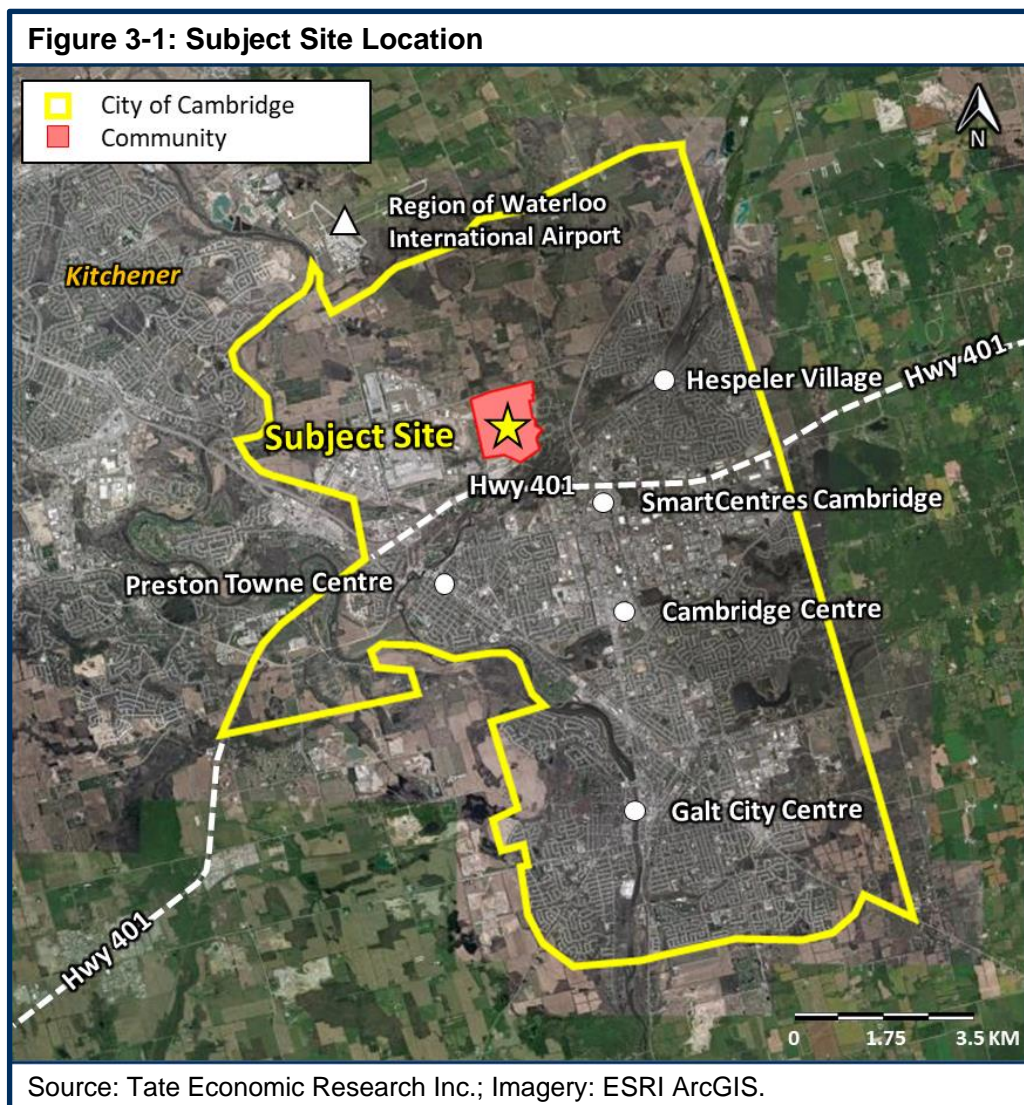 Figure 3-1: Subject Site Location
City of Cambridge
Community
N
Region of Waterloo
International Airport
Kitchener
Hwy 401
Hespeler Village
Subject Site
Hwy 401
SmartCentres Cambridge
Preston Towne Centre
Cambridge Centre
Galt City Centre
Hwy 401
0 1.75 3.5 KM
Source: Tate Economic Research Inc.; Imagery: ESRI ArcGIS.